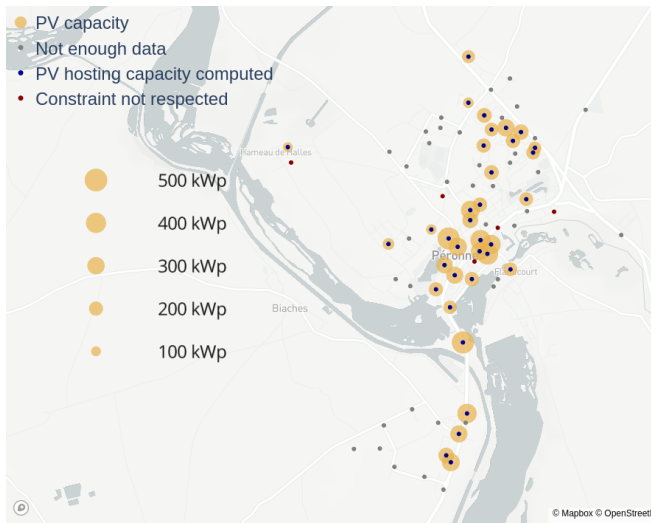 PV capacity
Not enough data
PV hosting capacity computed
Constraint not respected
Hameau de Halles
500 kWp
400 kWp
300 kWp
200 kWp
100 kWp
Péronne
Flamicourt
Biaches
© Mapbox © OpenStreetM